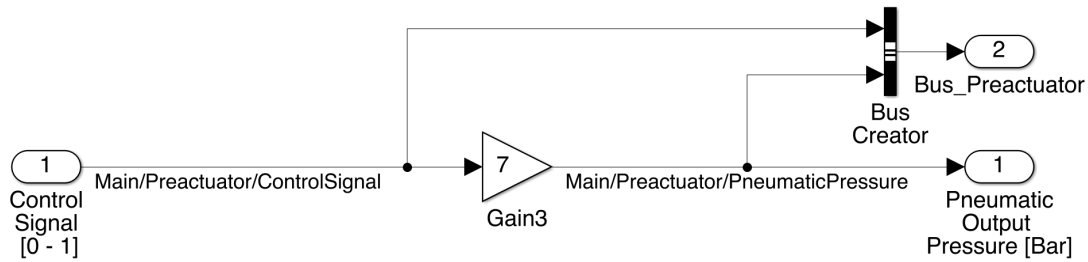 2
Bus_Preactuator
Bus
Creator
1
Main/Preactuator/ControlSignal
Control
Signal
[0 - 1]
7
Gain3
Main/Preactuator/PneumaticPressure
1
Pneumatic
Output
Pressure [Bar]